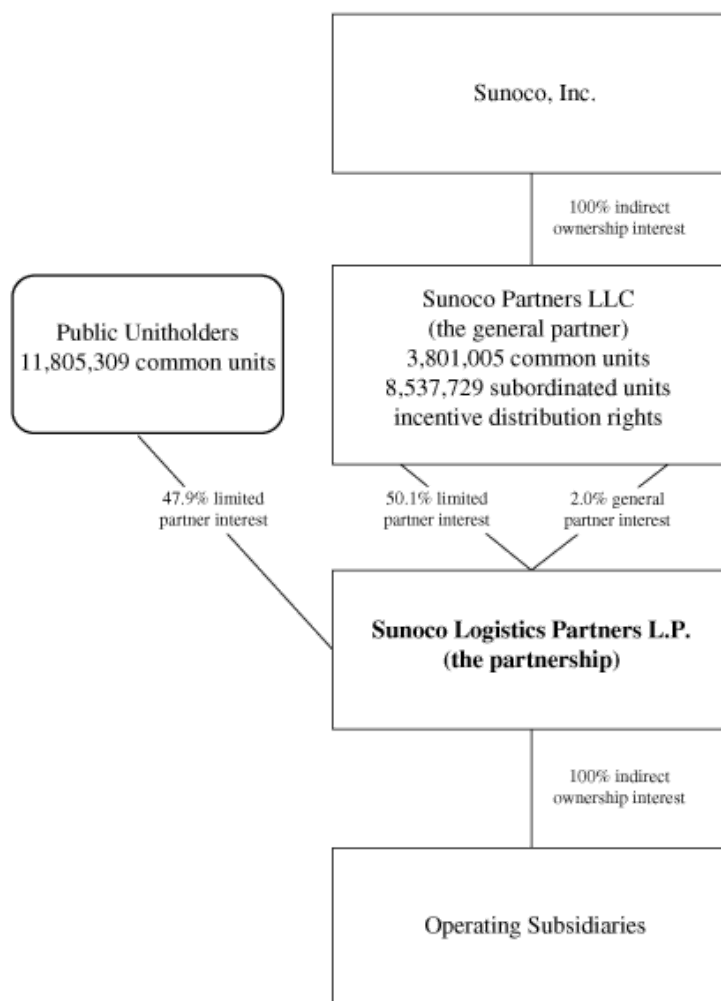 Sunoco, Inc.
100% indirect
ownership interest
Public Unitholders
11,805,309 common units
Sunoco Partners LLC
(the general partner)
3,801,005 common units
8,537,729 subordinated units
incentive distribution rights
47.9% limited
partner interest
50.1% limited
partner interest
2.0% general
partner interest
Sunoco Logistics Partners L.P.
(the partnership)
100% indirect
ownership interest
Operating Subsidiaries